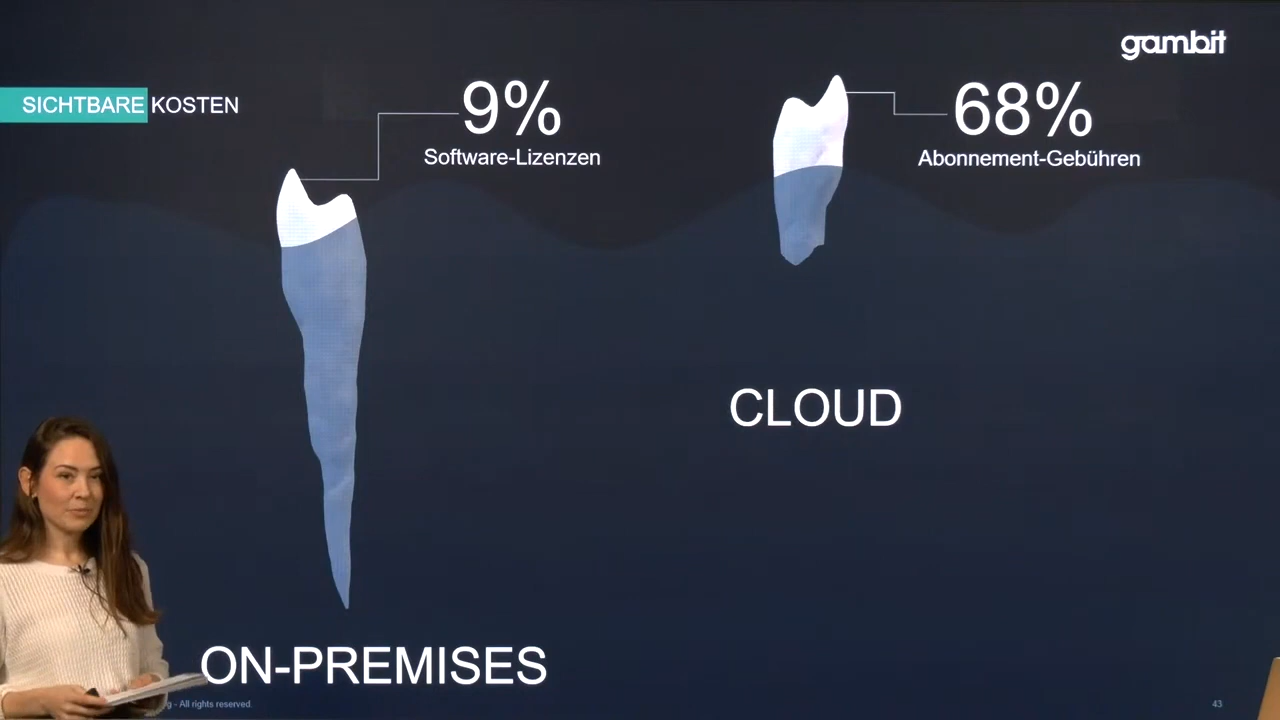 gambit
SICHTBARE KOSTEN
9%
Software-Lizenzen
68%
Abonnement-Gebühren
CLOUD
ON-PREMISES
- All rights reserved.
43